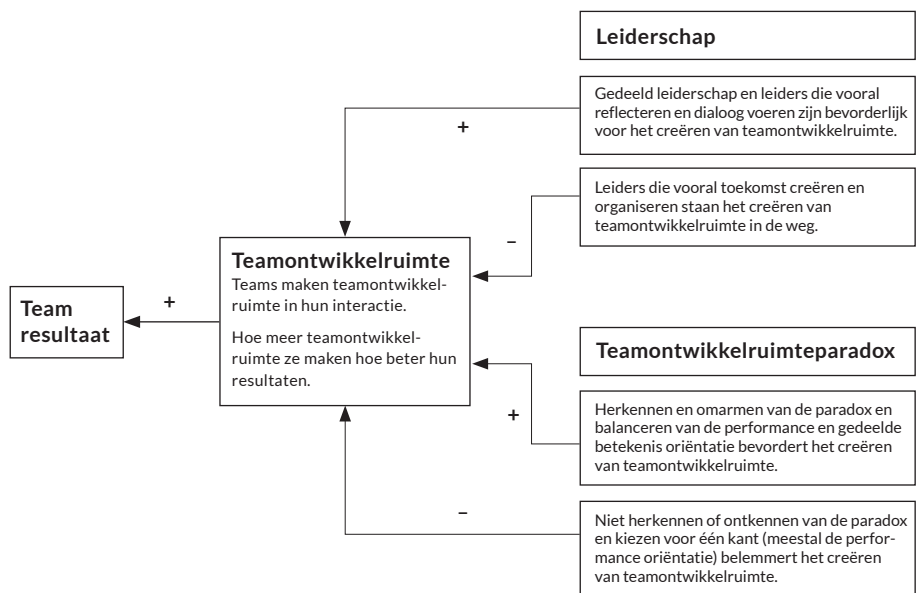 Leiderschap
Gedeeld leiderschap en leiders die vooral
reflecteren en dialoog voeren zijn bevorderlijk
voor het creëren van teamontwikkelruimte.
+
Leiders die vooral toekomst creëren en
organiseren staan het creëren van
teamontwikkelruimte in de weg.
–
Teamontwikkelruimte
Teams maken teamontwikkel-
ruimte in hun interactie.
Hoe meer teamontwikkel-
ruimte ze maken hoe beter hun
resultaten.
+
Team
resultaat
Teamontwikkelruimteparadox
+
Herkennen en omarmen van de paradox en
balanceren van de performance en gedeelde
betekenis oriëntatie bevordert het creëren
van teamontwikkelruimte.
–
Niet herkennen of ontkennen van de paradox
en kiezen voor één kant (meestal de perfor-
mance oriëntatie) belemmert het creëren
van teamontwikkelruimte.